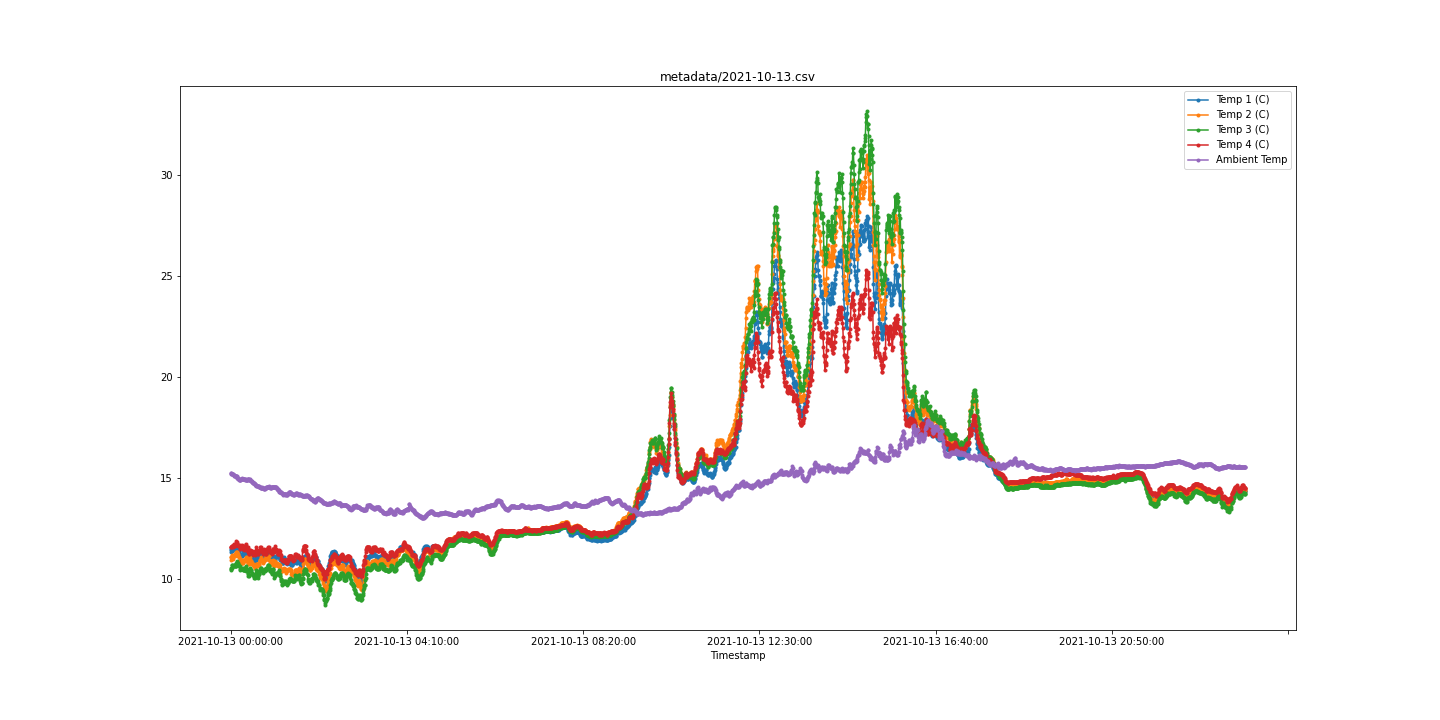 metadata/2021-10-13.csv
Temp 1 (C)
Temp 2 (C)
Temp 3 (C)
Temp 4 (C)
Ambient Temp
30
25
20
15
10
2021-10-13 00:00:00 2021-10-13 04:10:00 2021-10-13 08:20:00 2021-10-13 12:30:00 2021-10-13 16:40:00 2021-10-13 20:50:00
Timestamp